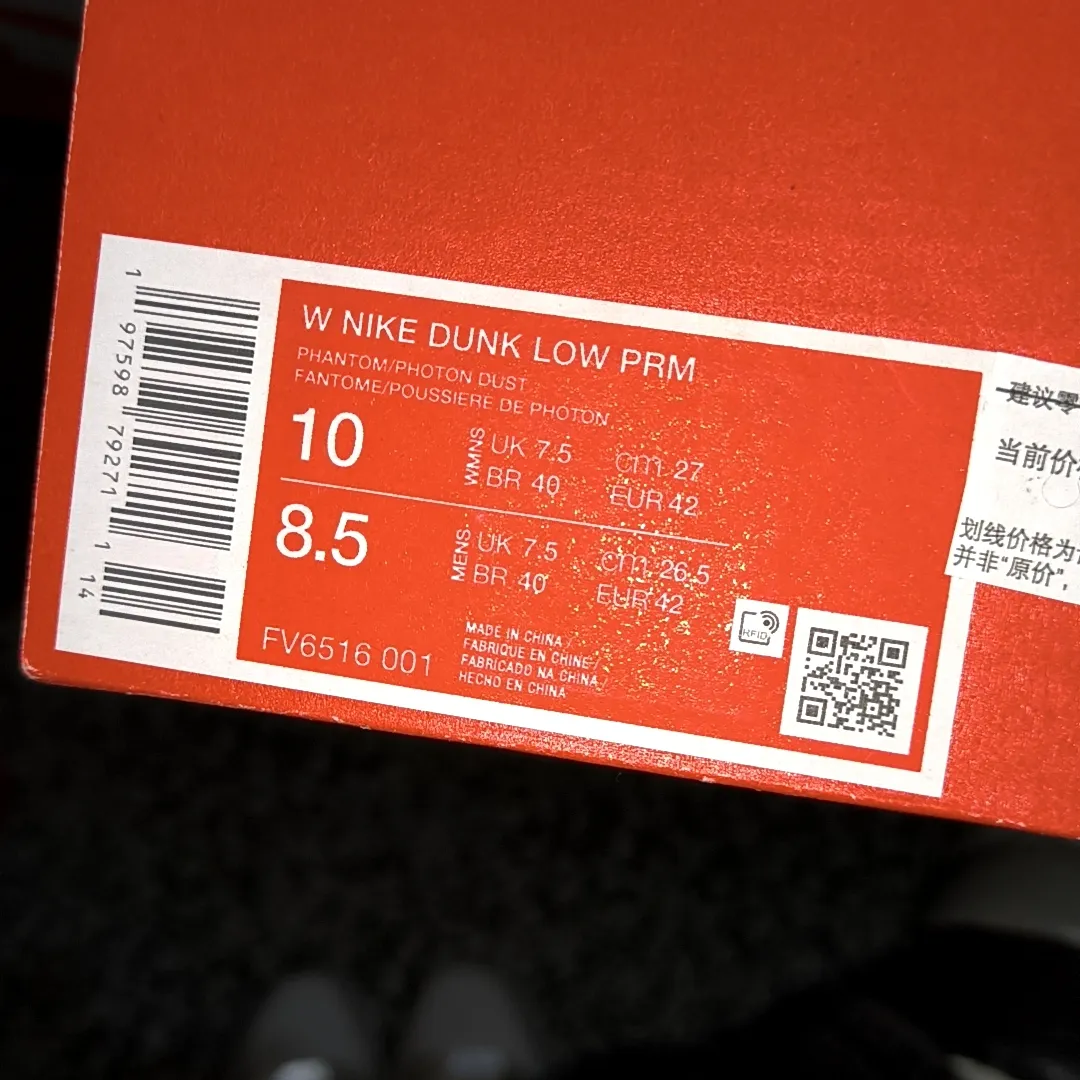 W NIKE DUNK LOW PRM
PHANTOM/PHOTON DUST
FANTOME/POUSSIERE DE PHOTON
10
WMNS
UK 7.5
cm 27
BR 40
EUR 42
8.5
MENS
UK 7.5
cm 26.5
BR 40
EUR 42
FV6516 001
MADE IN CHINA /
FABRIQUE EN CHINE /
FABRICADO NA CHINA /
HECHO EN CHINA
RFID
1 97598 79271 1 14
建议零
当前价
划线价格为
并非“原价”，